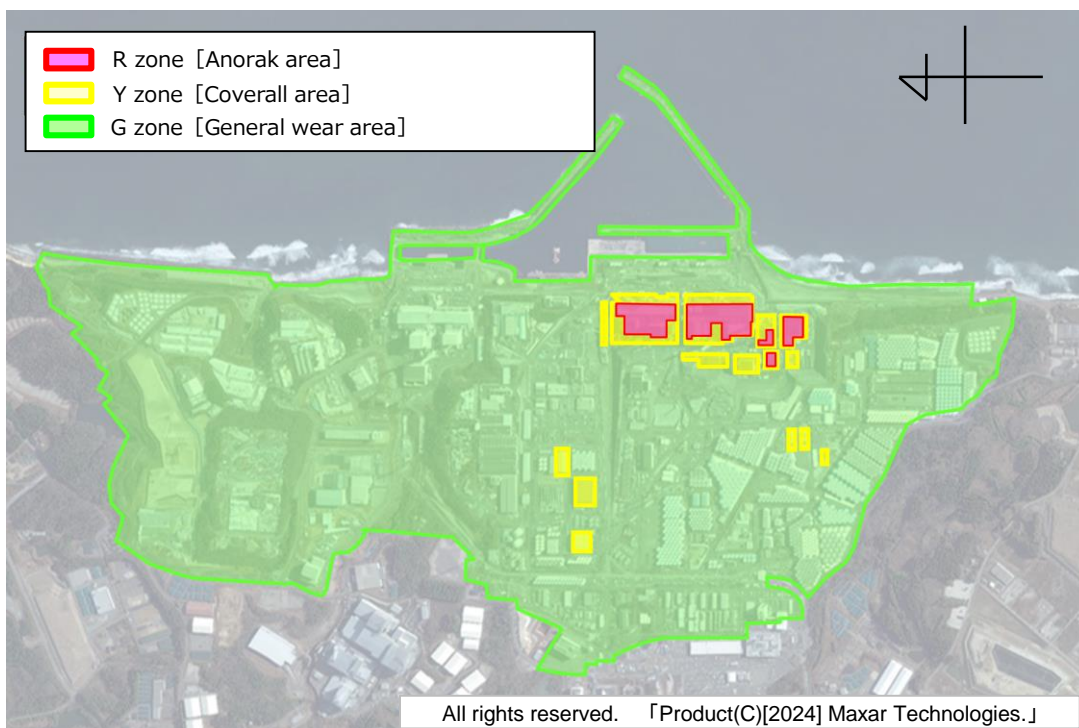 R zone［Anorak area］
Y zone［Coverall area］
G zone［General wear area］
All rights reserved. 「Product(C)[2024] Maxar Technologies.」